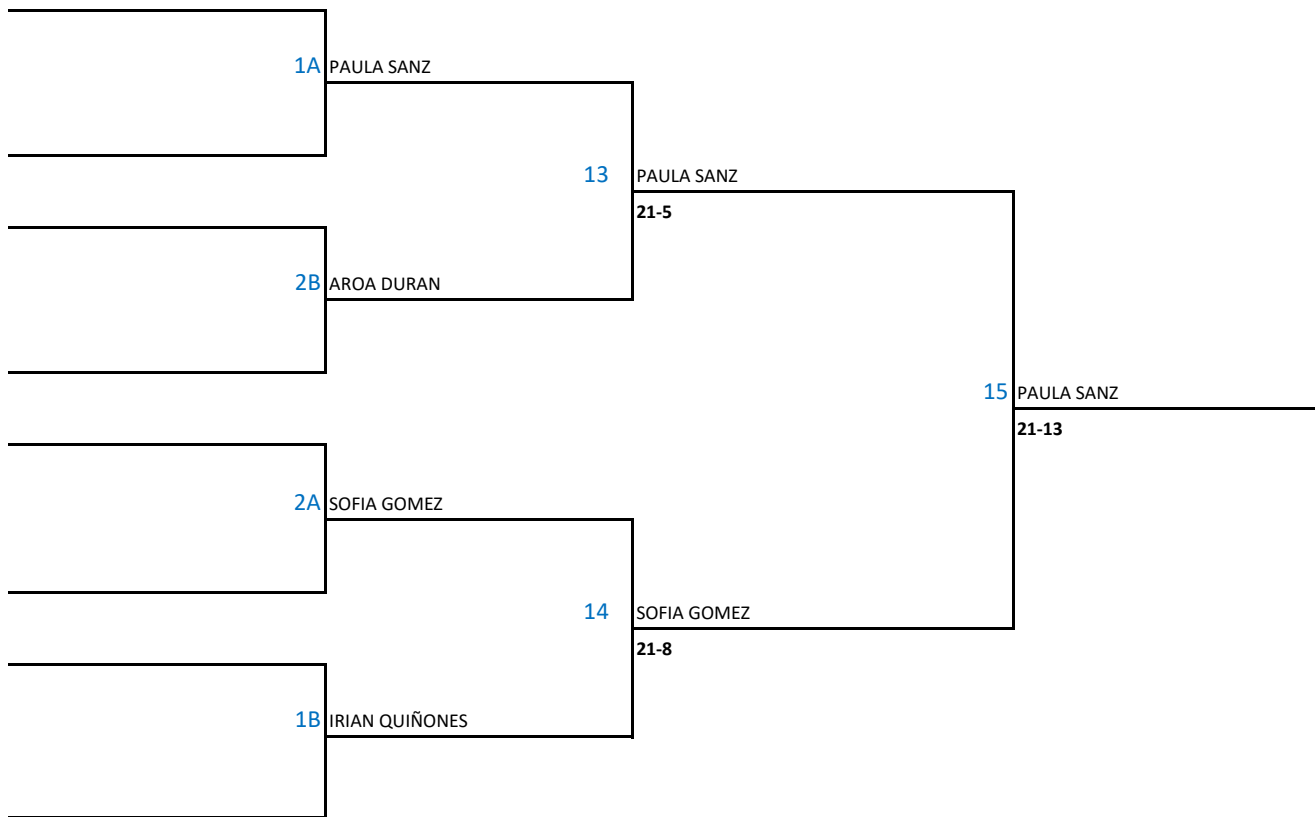 1A PAULA SANZ
13 PAULA SANZ
21-5
2B AROA DURAN
15 PAULA SANZ
21-13
2A SOFIA GOMEZ
14 SOFIA GOMEZ
21-8
1B IRIAN QUIÑONES